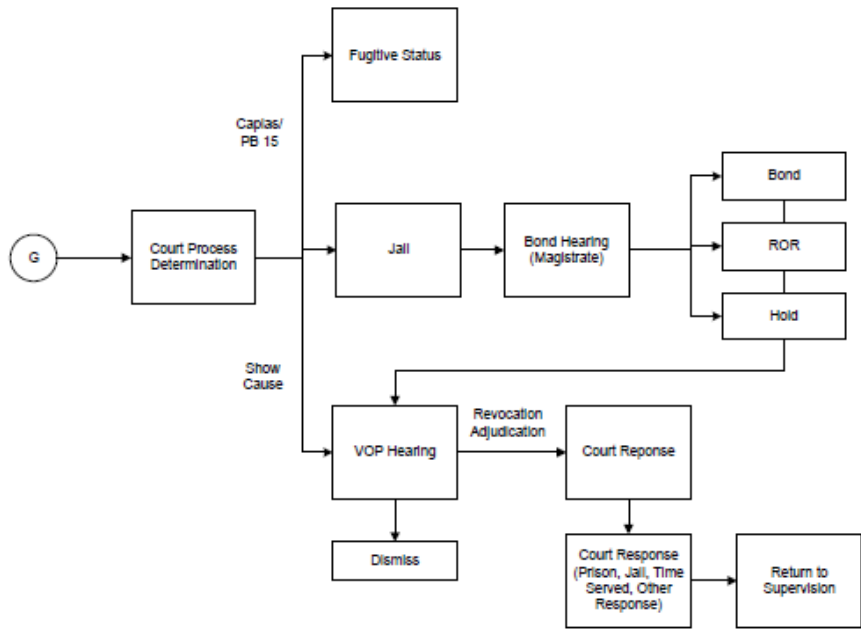 Fugitive Status
Capias/
PB 15
G
Court Process
Determination
Jail
Bond Hearing
(Magistrate)
Bond
ROR
Hold
Show
Cause
VOP Hearing
Revocation
Adjudication
Court Reponse
Dismiss
Court Response
(Prison, Jail, Time
Served, Other
Response)
Return to
Supervision